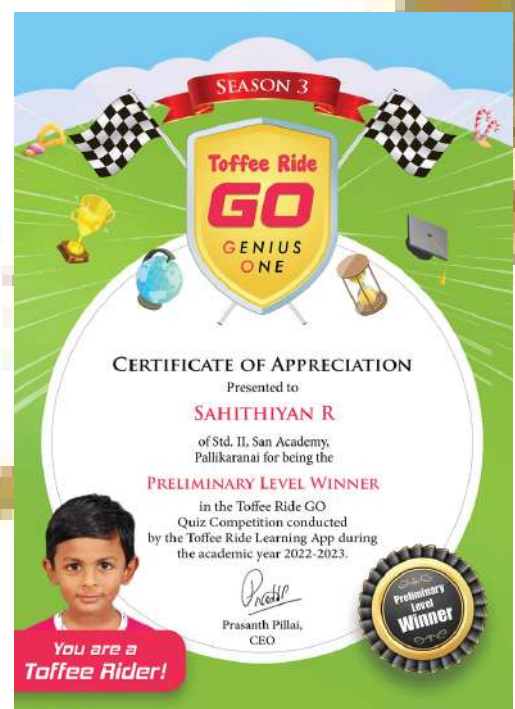 SEASON 3
Toffee Ride
GO
GENIUS
ONE
CERTIFICATE OF APPRECIATION
Presented to
SAHITHIYAN R
of Std. II, San Academy,
Pallikaranai for being the
PRELIMINARY LEVEL WINNER
in the Toffee Ride GO
Quiz Competition conducted
by the Toffee Ride Learning App during
the academic year 2022-2023.
Prasanth Pillai,
CEO
Preliminary
Level
Winner
You are a
Toffee Rider!